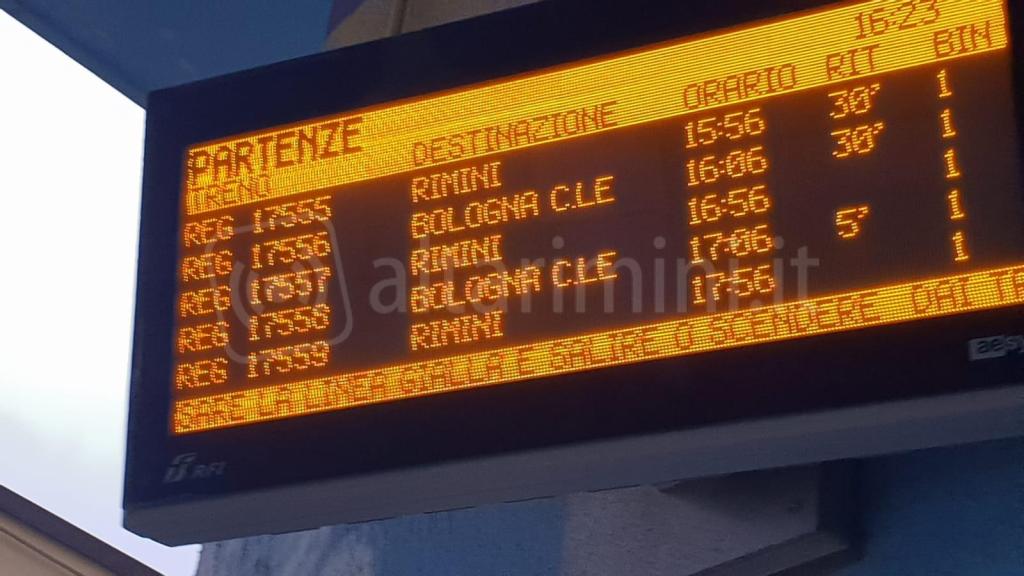 16:23
PARTENZE
TRENO DESTINAZIONE ORARIO RIT BIN
REG 17555 RIMINI 15:56 30' 1
REG 17556 BOLOGNA C.LE 16:06 30' 1
REG 17557 RIMINI 16:56 1
REG 17558 BOLOGNA C.LE 17:06 5' 1
REG 17559 RIMINI 17:56 1
SARE LA LINEA GIALLA E SALIRE O SCENDERE DAI TR
RFI
altarimini.it